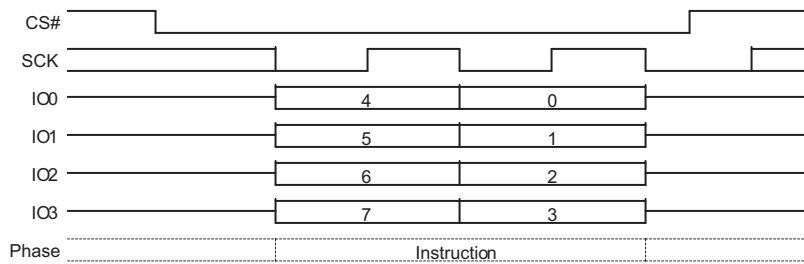 CS#
SCK
IO0 4 0
IO1 5 1
IO2 6 2
IO3 7 3
Phase Instruction